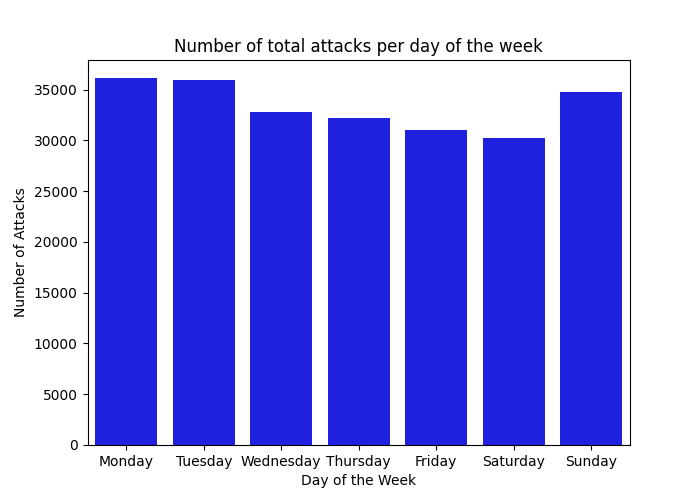 Number of total attacks per day of the week
Number of Attacks
35000
30000
25000
20000
15000
10000
5000
0
Monday Tuesday Wednesday Thursday Friday Saturday Sunday
Day of the Week